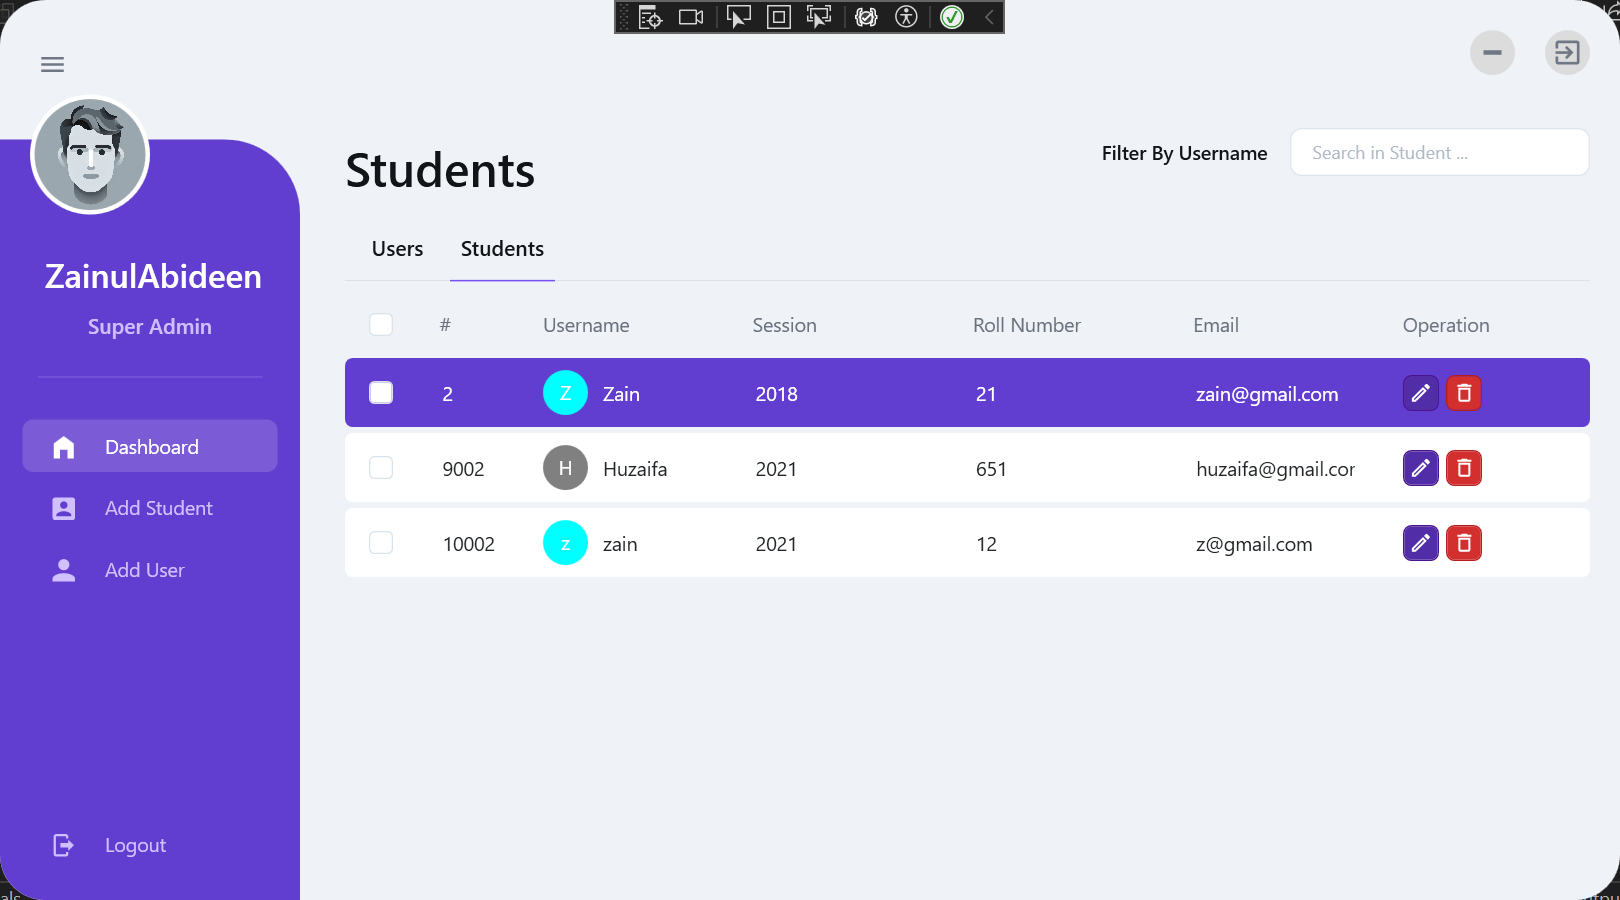 Filter By Username
Search in Student ...
Students
Users
Students
ZainulAbideen
Super Admin
# Username Session Roll Number Email Operation
2 Z Zain 2018 21 zain@gmail.com
9002 H Huzaifa 2021 651 huzaifa@gmail.cor
10002 z zain 2021 12 z@gmail.com
Dashboard
Add Student
Add User
Logout
als